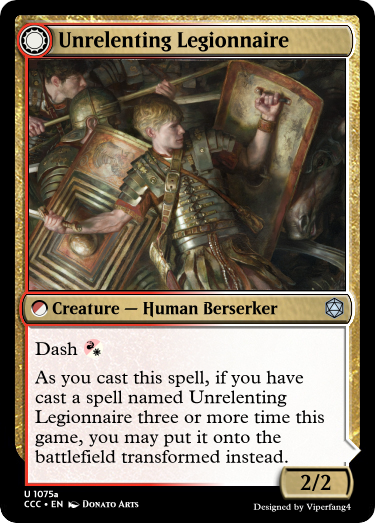 Unrelenting Legionnaire
Creature — Human Berserker
Dash
As you cast this spell, if you have
cast a spell named Unrelenting
Legionnaire three or more time this
game, you may put it onto the
battlefield transformed instead.
2/2
U 1075a
CCC • EN Donato Arts
Designed by Viperfang4